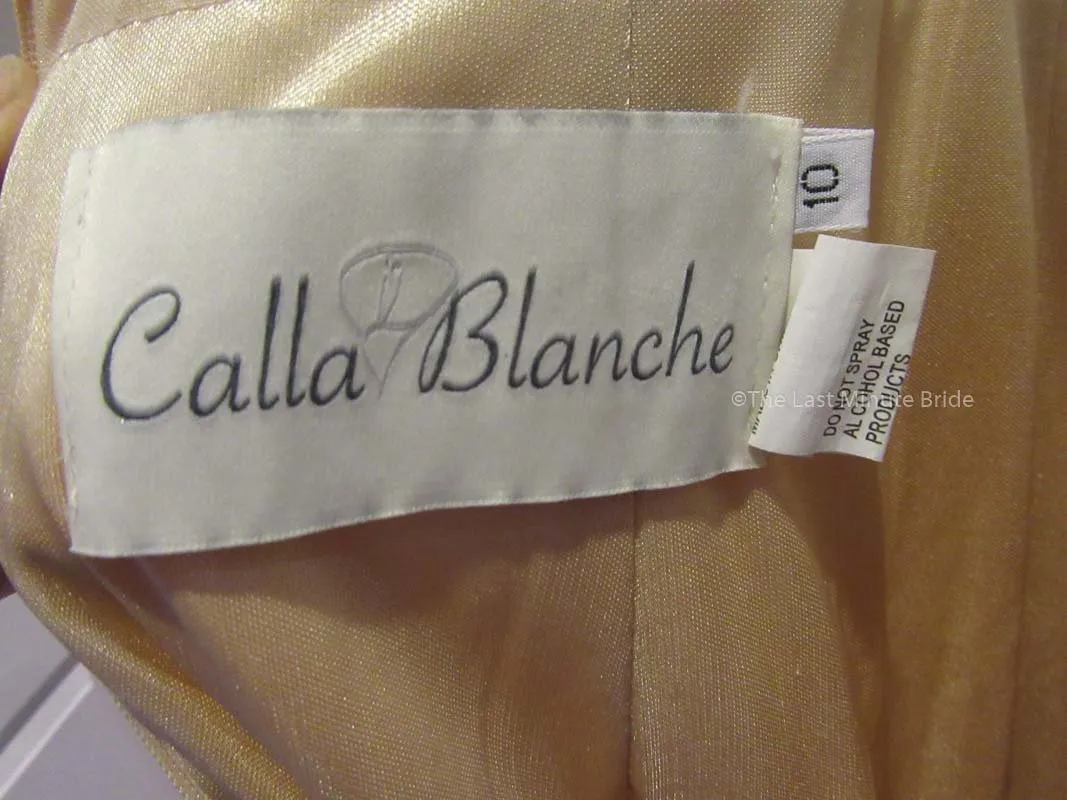 Calla Blanche
10
DO NOT SPRAY
ALCOHOL BASED
PRODUCTS
©The Last Minute Bride